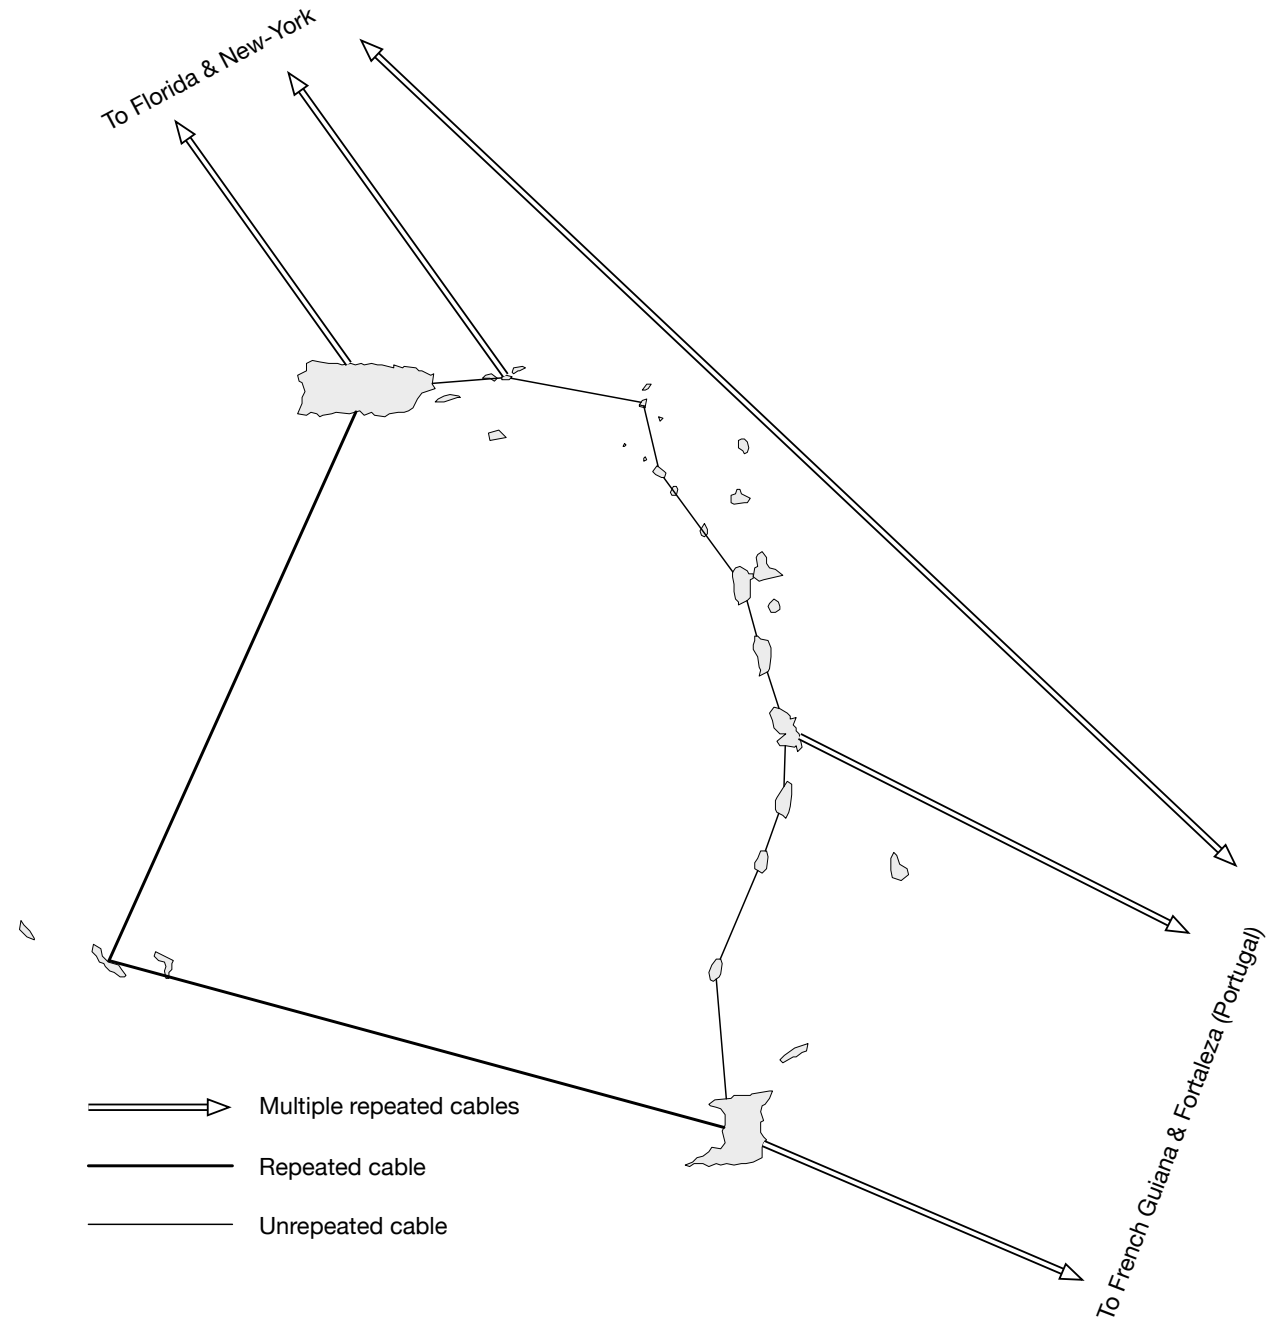 To Florida & New-York
To French Guiana & Fortaleza (Portugal)
Multiple repeated cables
Repeated cable
Unrepeated cable